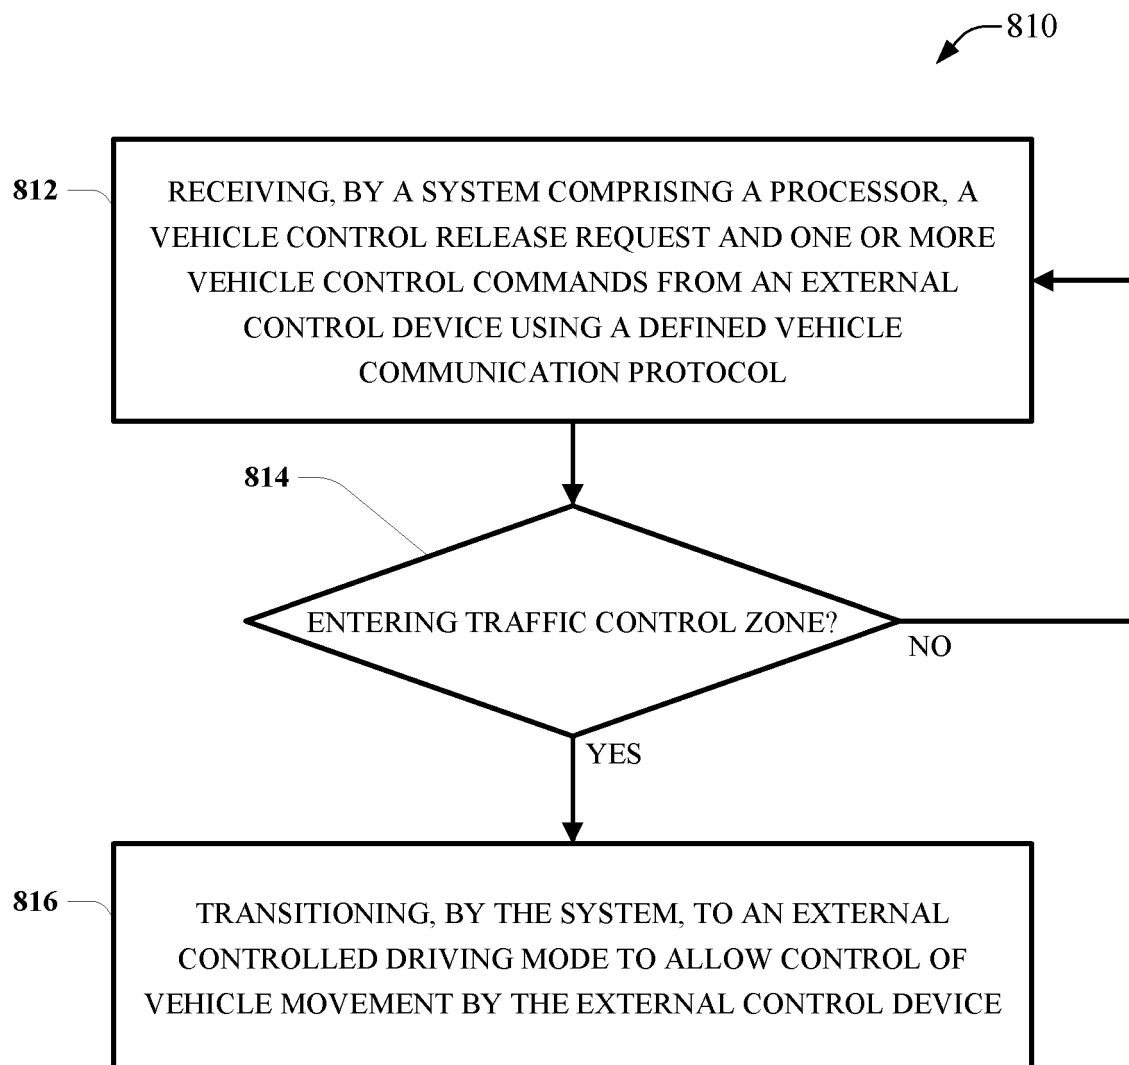 810
812
RECEIVING, BY A SYSTEM COMPRISING A PROCESSOR, A
VEHICLE CONTROL RELEASE REQUEST AND ONE OR MORE
VEHICLE CONTROL COMMANDS FROM AN EXTERNAL
CONTROL DEVICE USING A DEFINED VEHICLE
COMMUNICATION PROTOCOL
814
ENTERING TRAFFIC CONTROL ZONE?
NO
YES
816
TRANSITIONING, BY THE SYSTEM, TO AN EXTERNAL
CONTROLLED DRIVING MODE TO ALLOW CONTROL OF
VEHICLE MOVEMENT BY THE EXTERNAL CONTROL DEVICE